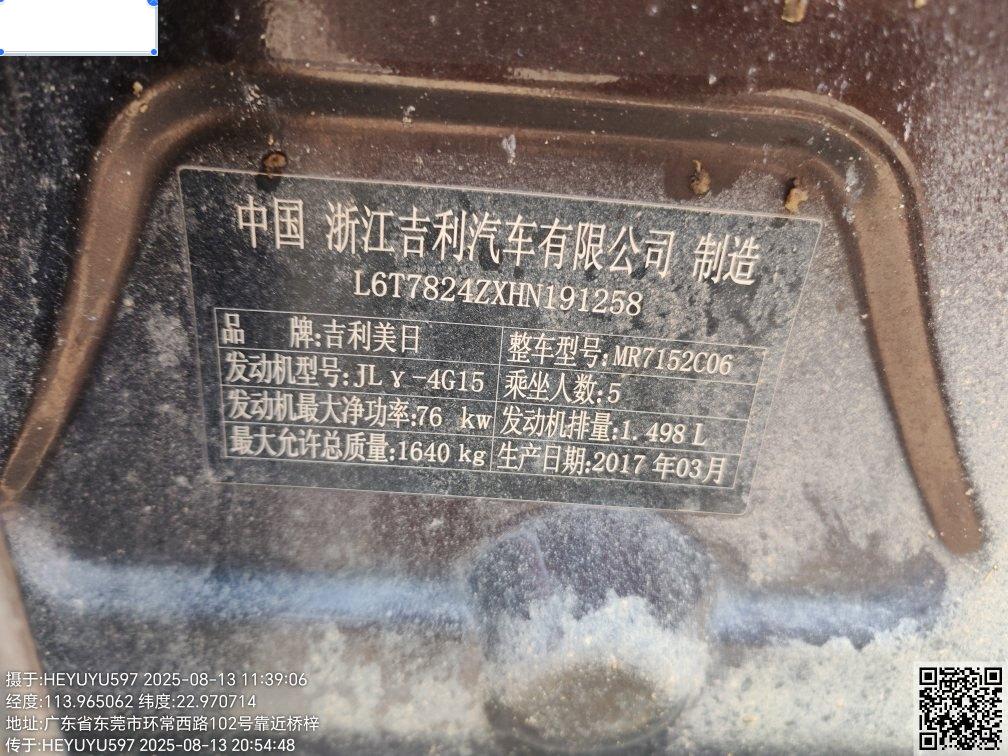 中国 浙江吉利汽车有限公司 制造
L6T7824ZXHN191258
品 牌:吉利美日 整车型号:MR7152C06
发动机型号:JLγ-4G15 乘坐人数:5
发动机最大净功率:76 kw 发动机排量:1.498 L
最大允许总质量:1640 kg 生产日期:2017 年03月
摄于:HEYUYU597 2025-08-13 11:39:06
经度:113.965062 纬度:22.970714
地址:广东省东莞市环常西路102号靠近桥梓
传于:HEYUYU597 2025-08-13 20:54:48